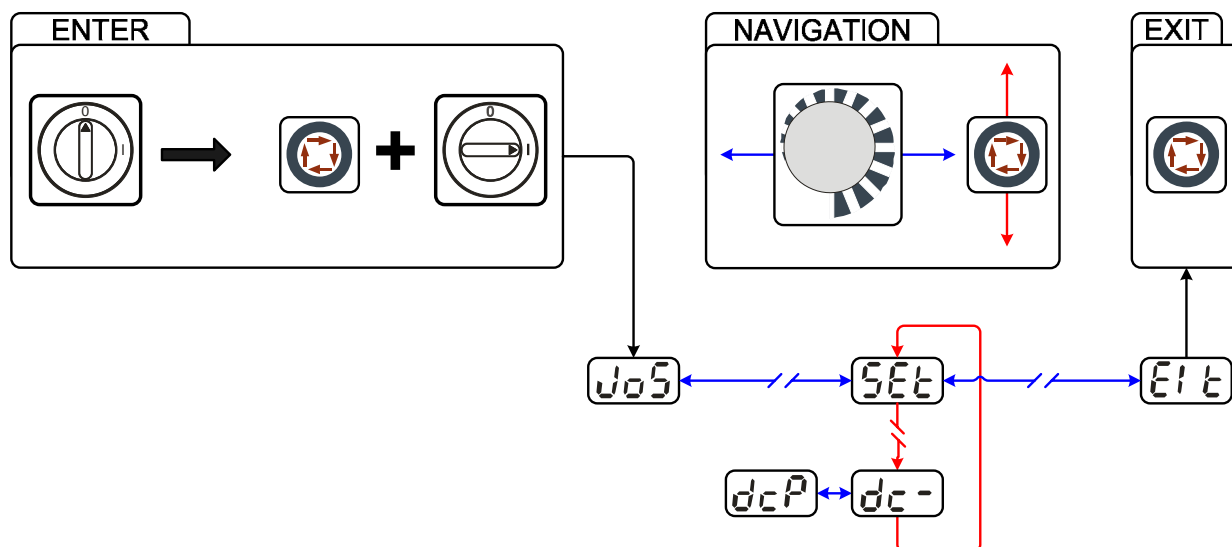 ENTER
NAVIGATION
EXIT
0
I
0
I
JoS
SEt
EIt
dcP
dc-